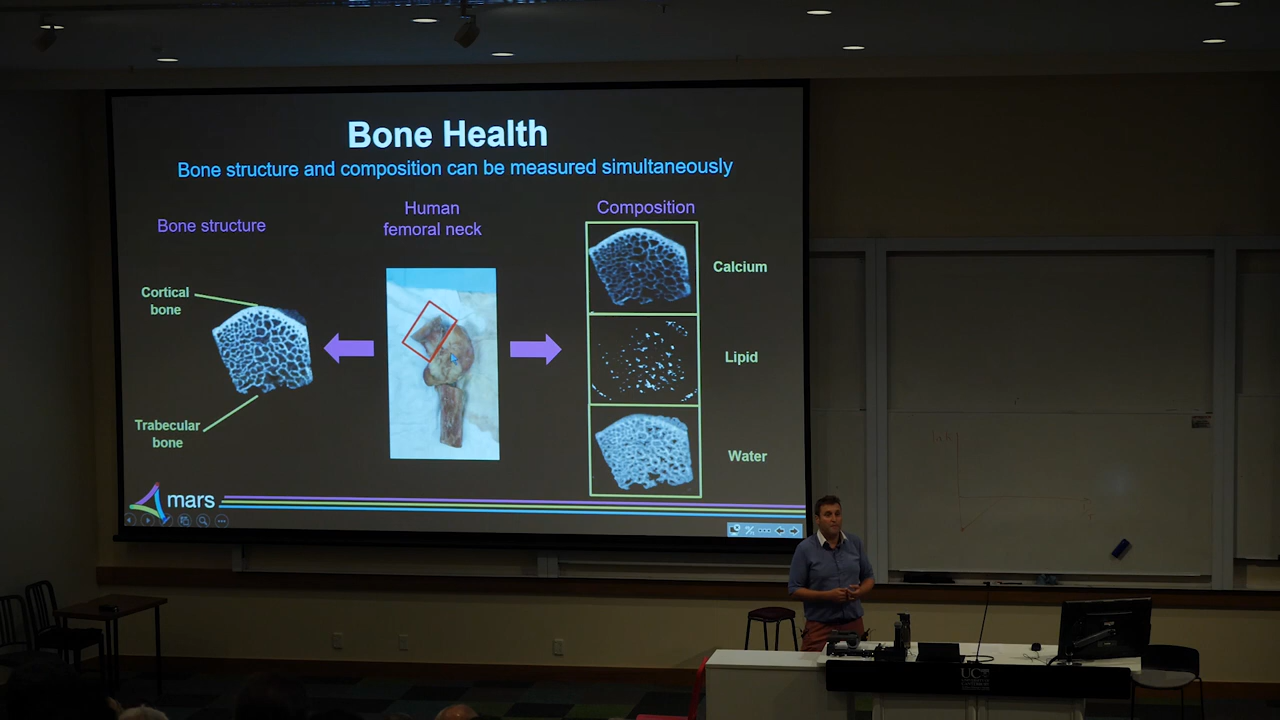 Bone Health
Bone structure and composition can be measured simultaneously
Bone structure
Human
femoral neck
Composition
Cortical
bone
Trabecular
bone
Calcium
Lipid
Water
mars
UC